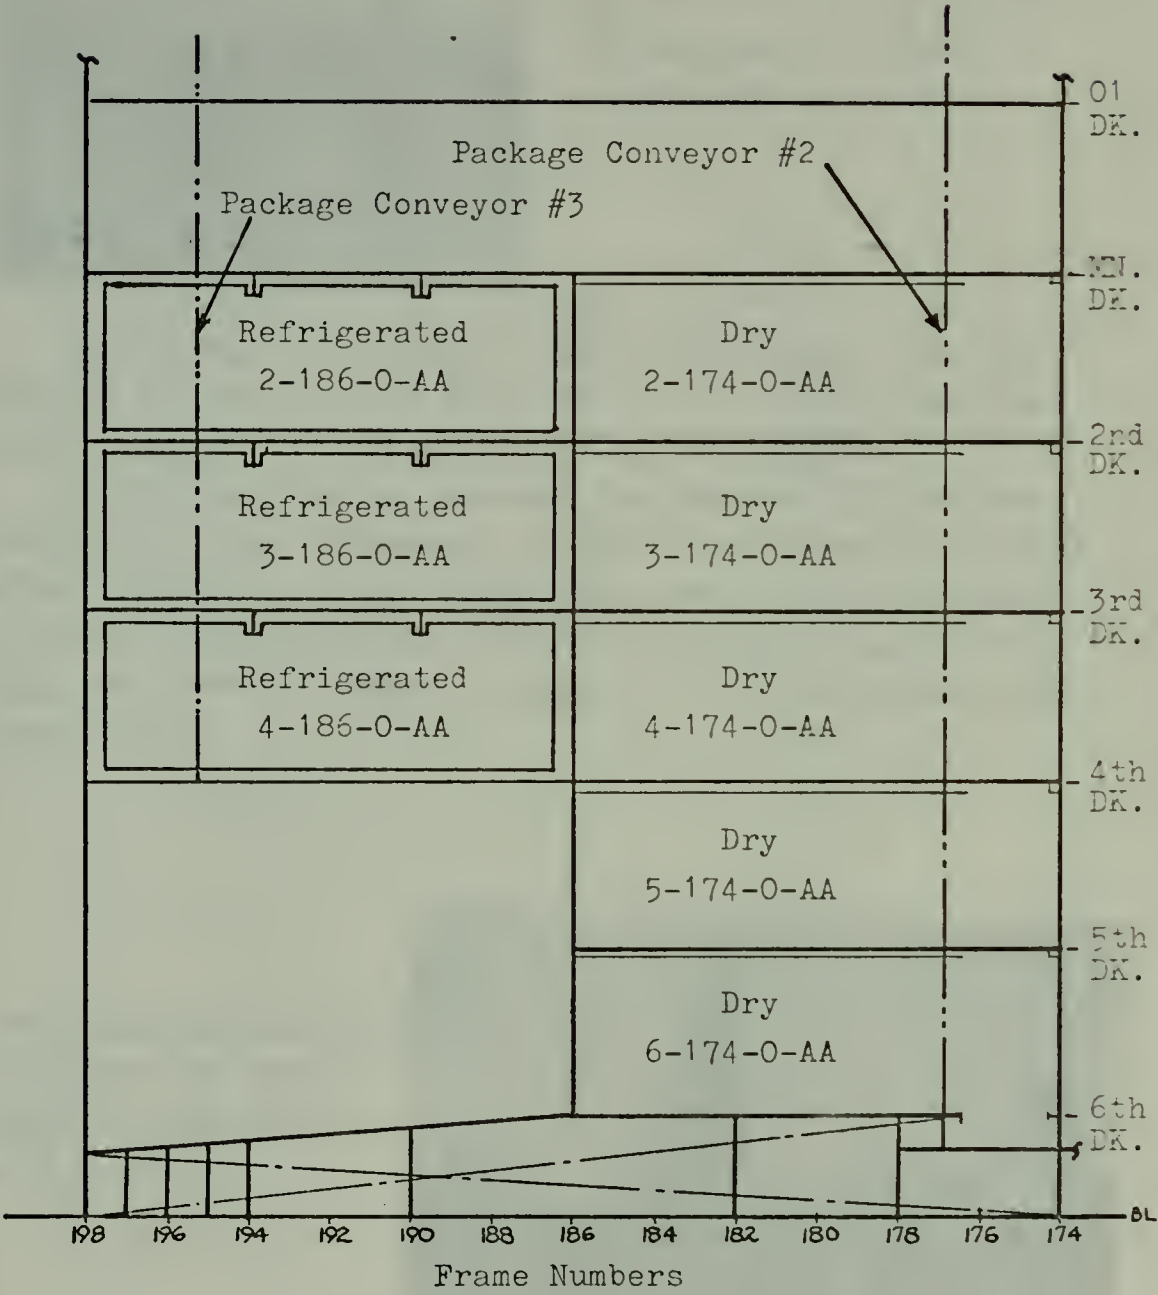 01
DK.
Package Conveyor #2
Package Conveyor #3
MN.
DK.
Refrigerated
2-186-0-AA
Dry
2-174-0-AA
2nd
DK.
Refrigerated
3-186-0-AA
Dry
3-174-0-AA
3rd
DK.
Refrigerated
4-186-0-AA
Dry
4-174-0-AA
4th
DK.
Dry
5-174-0-AA
5th
DK.
Dry
6-174-0-AA
6th
DK.
BL
198 196 194 192 190 188 186 184 182 180 178 176 174
Frame Numbers